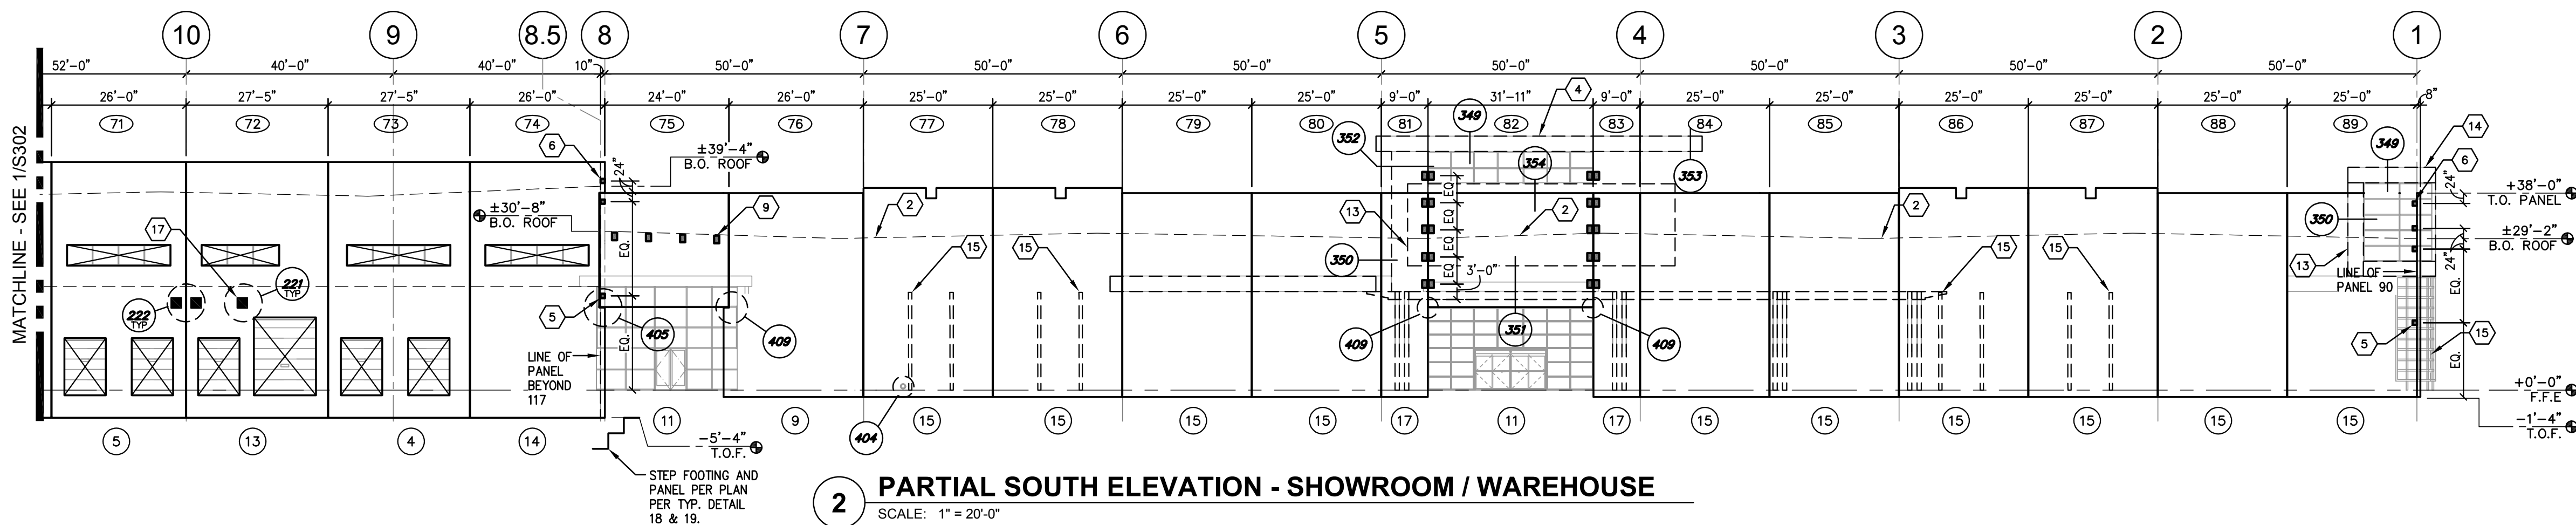 10 9 8.5 8 7 6 5 4 3 2 1
52'-0" 40'-0" 40'-0" 10" 50'-0" 50'-0" 50'-0" 50'-0" 50'-0" 50'-0" 50'-0"
26'-0" 27'-5" 27'-5" 26'-0" 24'-0" 26'-0" 25'-0" 25'-0" 25'-0" 25'-0" 9'-0" 31'-11" 9'-0" 25'-0" 25'-0" 25'-0" 25'-0" 25'-0" 25'-0" 8"
71 72 73 74 75 76 77 78 79 80 81 82 83 84 85 86 87 88 89
MATCHLINE - SEE 1/S302
4
349
352
354
353
14
349
6
6
24"
±39'-4"
B.O. ROOF
±30'-8"
B.O. ROOF
17
9
2
13
2
2
EQ.
EQ.
EQ
EQ
EQ
EQ
3'-0"
15
15
350
15
15
350
13
24"
24"
+38'-0"
T.O. PANEL
±29'-2"
B.O. ROOF
LINE OF
PANEL 90
EQ.
EQ.
221
TYP
222
TYP
5
405
409
409
351
409
5
15
LINE OF
PANEL
BEYOND
117
404
+0'-0"
F.F.E
-1'-4"
T.O.F.
5 13 4 14 11 9 15 15 15 15 17 11 17 15 15 15 15 15 15
-5'-4"
T.O.F.
STEP FOOTING AND
PANEL PER PLAN
PER TYP. DETAIL
18 & 19.
2 PARTIAL SOUTH ELEVATION - SHOWROOM / WAREHOUSE
SCALE: 1" = 20'-0"